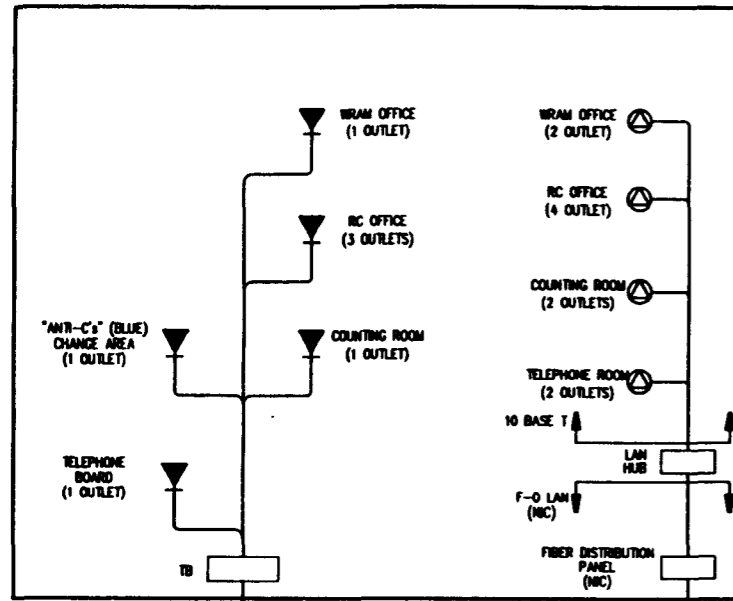 WRAM OFFICE
(1 OUTLET)
RC OFFICE
(3 OUTLETS)
"ANTI-C's" (BLUE)
CHANGE AREA
(1 OUTLET)
COUNTING ROOM
(1 OUTLET)
TELEPHONE
BOARD
(1 OUTLET)
TB
WRAM OFFICE
(2 OUTLET)
RC OFFICE
(4 OUTLET)
COUNTING ROOM
(2 OUTLETS)
TELEPHONE ROOM
(2 OUTLETS)
10 BASE T
LAN
HUB
F-O LAN
(NIC)
FIBER DISTRIBUTION
PANEL
(NIC)